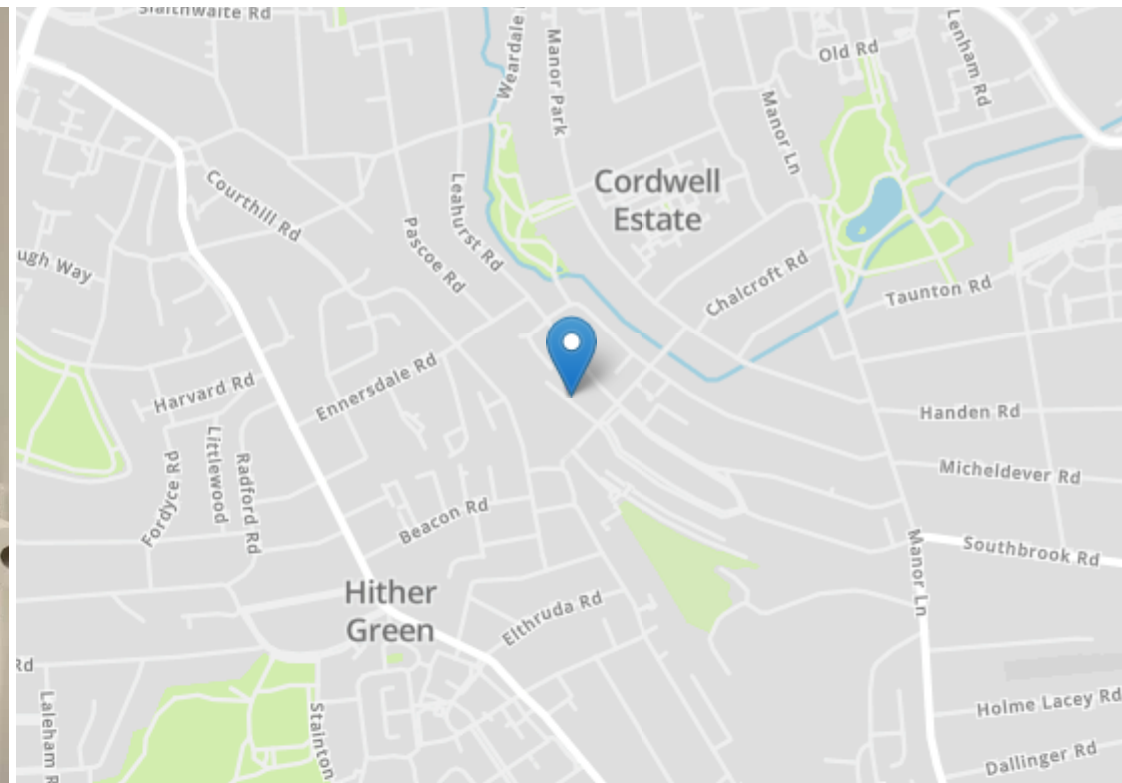 Slaithwaite Rd
Weardale
Manor Park
Old Rd
Lenham Rd
Manor Ln
Cordwell
Estate
Courthill Rd
Leahurst Rd
Pascoe Rd
ugh Way
Chalcroft Rd
Taunton Rd
Harvard Rd
Ennersdale Rd
Handen Rd
Littlewood
Fordyce Rd
Radford Rd
Micheldever Rd
Beacon Rd
Manor Ln
Southbrook Rd
Hither
Green
Elthruda Rd
Rd
Laleham R
Stainton
Holme Lacey Rd
Dallinger Rd